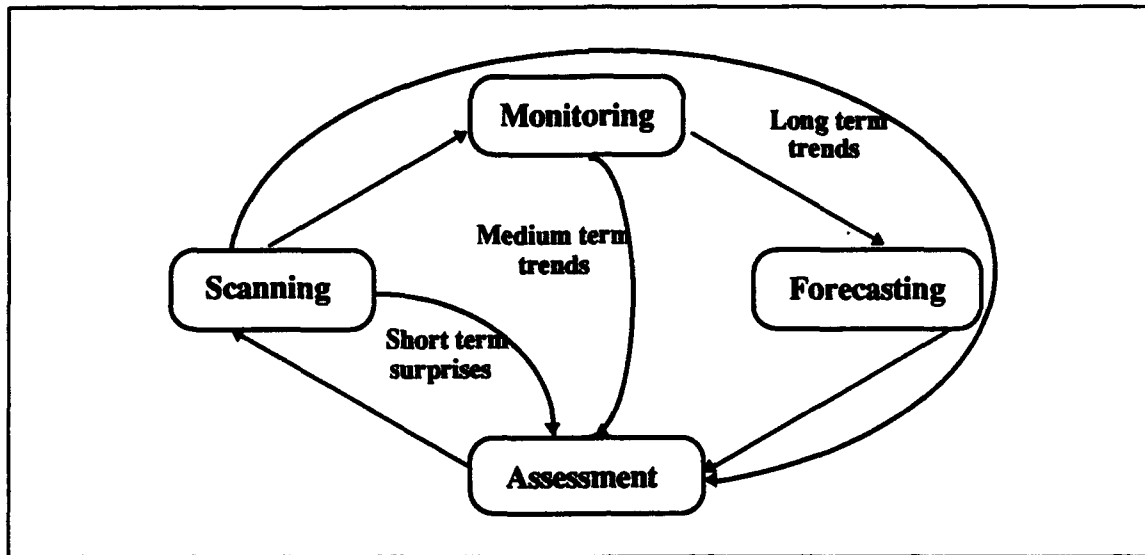 Monitoring
Long term
trends
Medium term
trends
Scanning
Forecasting
Short term
surprises
Assessment